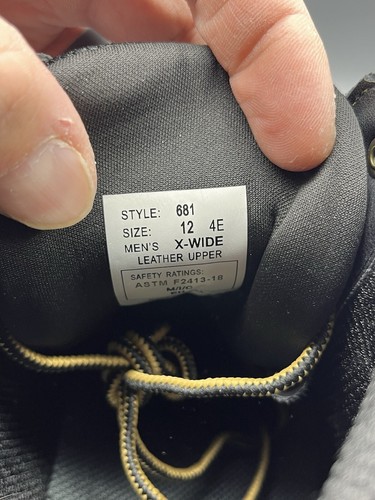 STYLE: 681
SIZE: 12 4E
MEN'S X-WIDE
LEATHER UPPER
SAFETY RATINGS:
ASTM F2413-18
M/I/C